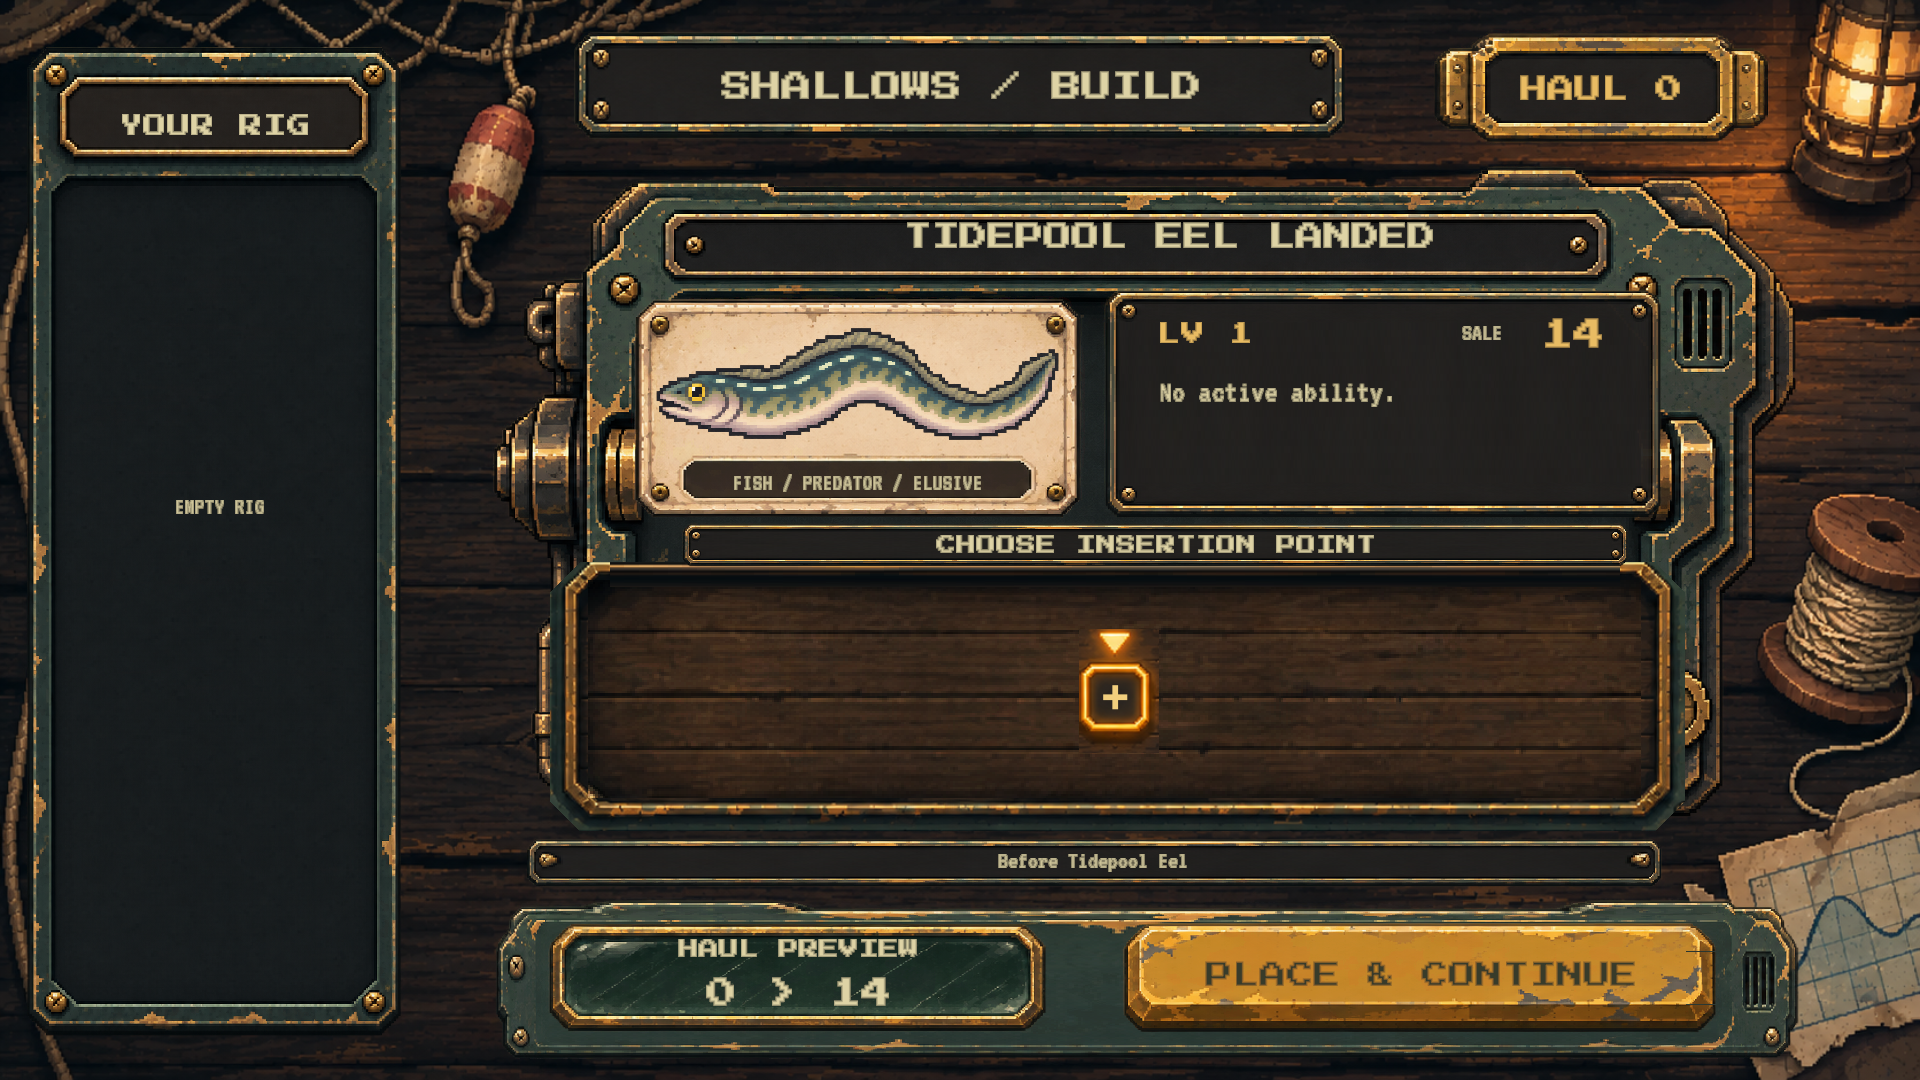 SHALLOWS / BUILD
HAUL 0
YOUR RIG
EMPTY RIG
TIDEPOOL EEL LANDED
LV 1
SALE 14
No active ability.
FISH / PREDATOR / ELUSIVE
CHOOSE INSERTION POINT
+
Before Tidepool Eel
HAUL PREVIEW
0 > 14
PLACE & CONTINUE